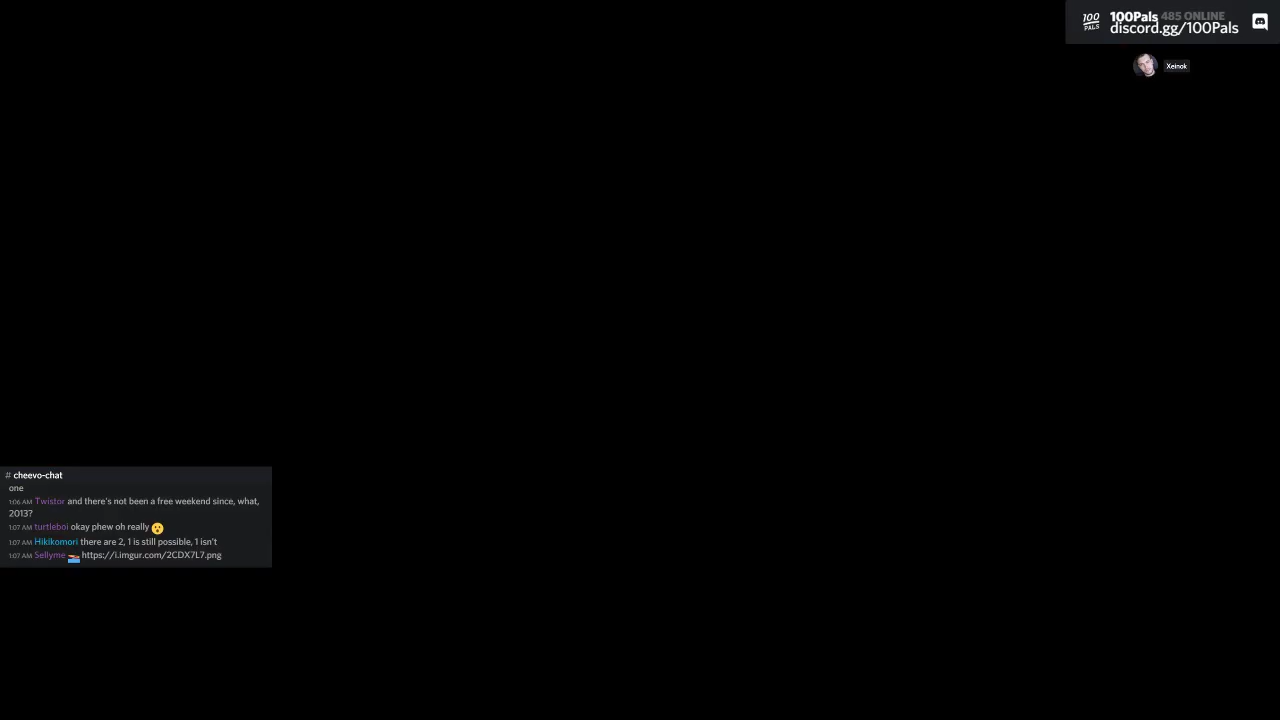 100 PALS
100Pals 485 ONLINE
discord.gg/100Pals
Xeinok
# cheevo-chat
one
1:06 AM Twistor and there's not been a free weekend since, what,
2013?
1:07 AM turtleboi okay phew oh really 😮
1:07 AM Hikikomori there are 2, 1 is still possible, 1 isn't
1:07 AM Sellyme https://i.imgur.com/2CDX7L7.png